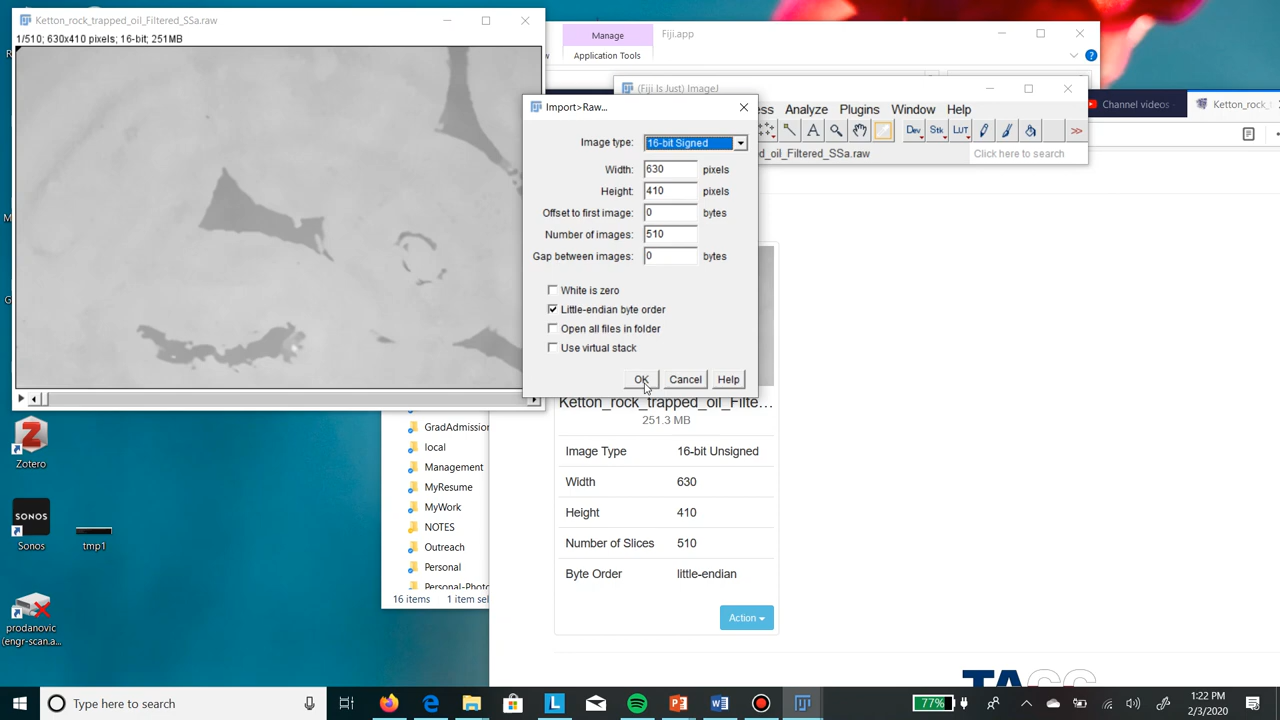 Ketton_rock_trapped_oil_Filtered_SSa.raw
1/510; 630x410 pixels; 16-bit; 251MB
Manage
Fiji.app
Application Tools
(Fiji Is Just) ImageJ
Analyze Plugins Window Help
Dev Stk LUT
_oil_Filtered_SSa.raw
Click here to search
Channel videos
Ketton_rock_
Import>Raw...
Image type: 16-bit Signed
Width: 630 pixels
Height: 410 pixels
Offset to first image: 0 bytes
Number of images: 510
Gap between images: 0 bytes
White is zero
Little-endian byte order
Open all files in folder
Use virtual stack
OK Cancel Help
Ketton_rock_trapped_oil_Filte...
251.3 MB
Image Type 16-bit Unsigned
Width 630
Height 410
Number of Slices 510
Byte Order little-endian
Action
GradAdmission
local
Management
MyResume
MyWork
NOTES
Outreach
Personal
Personal-Photo
16 items 1 item sel
Zotero
SONOS
Sonos
tmp1
prodanovic
(engr-scan.a...
TACC
Type here to search
77%
1:22 PM
2/3/2020